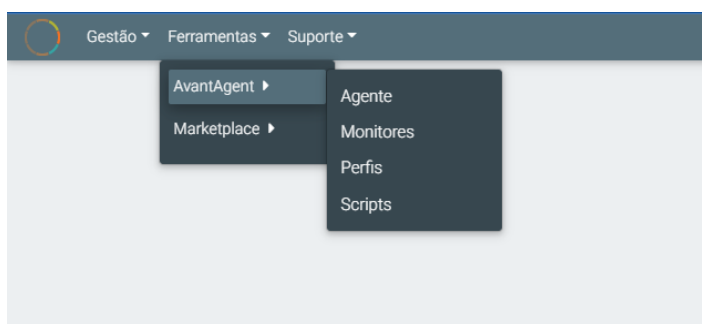 Gestão Ferramentas Suporte
AvantAgent
Marketplace
Agente
Monitores
Perfis
Scripts